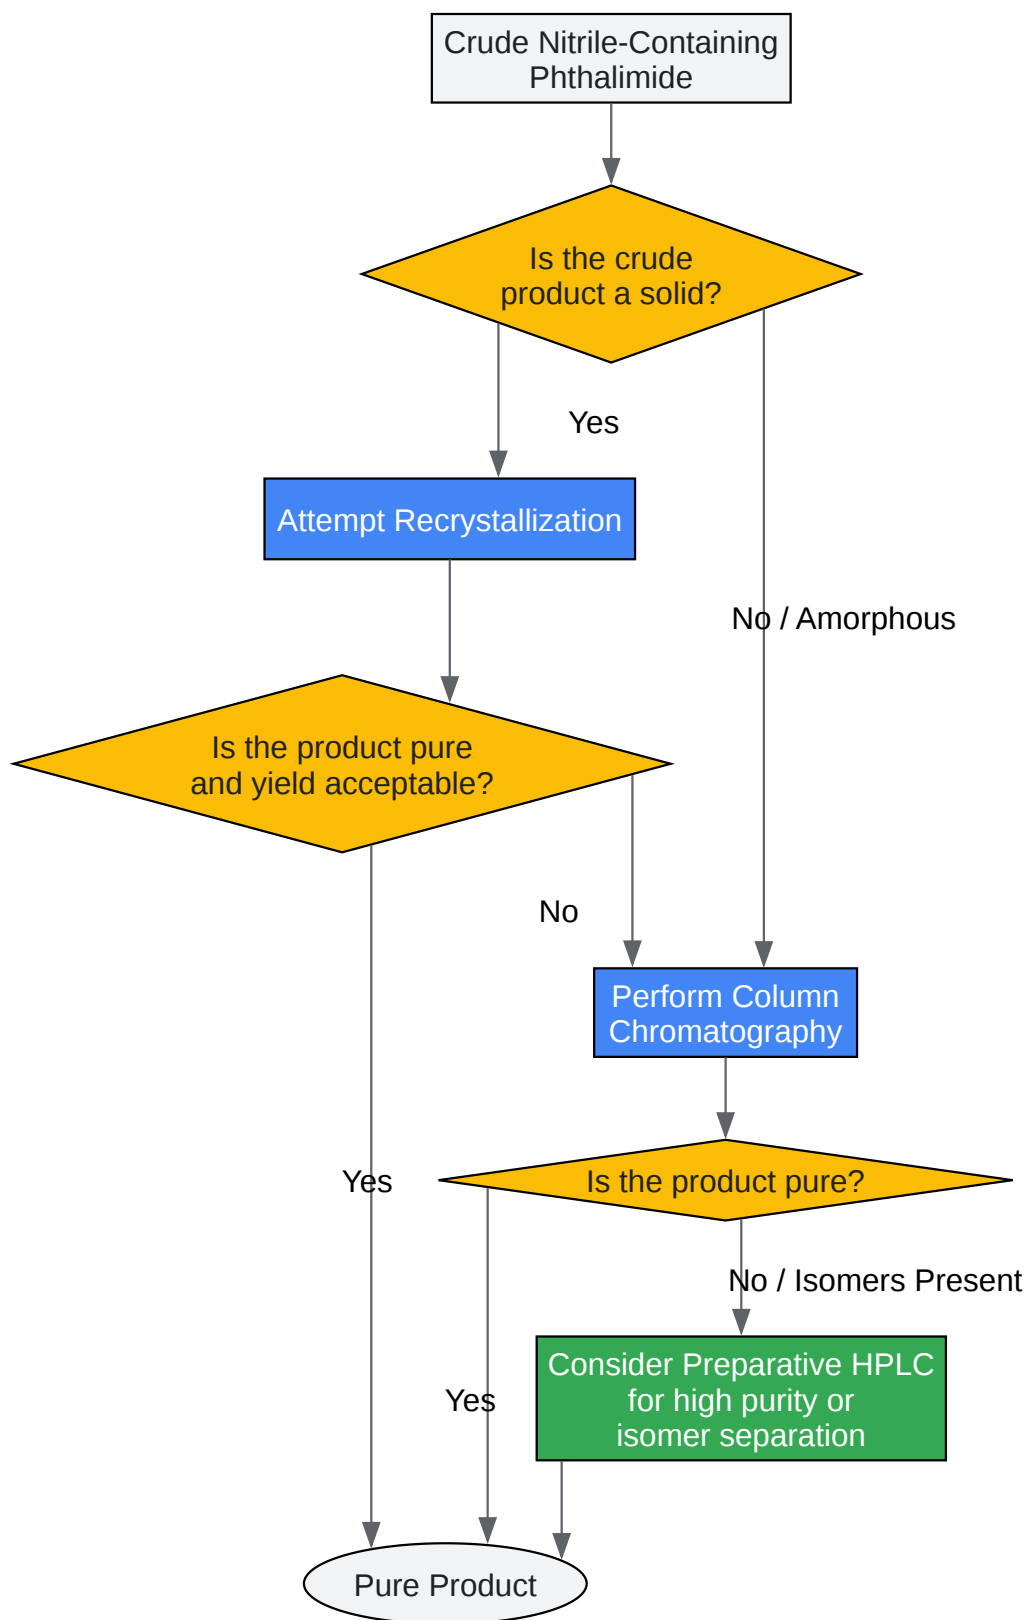 Crude Nitrile-Containing
Phthalimide
Is the crude
product a solid?
Yes
Attempt Recrystallization
No / Amorphous
Is the product pure
and yield acceptable?
No
Perform Column
Chromatography
Yes
Is the product pure?
No / Isomers Present
Consider Preparative HPLC
for high purity or
isomer separation
Yes
Pure Product